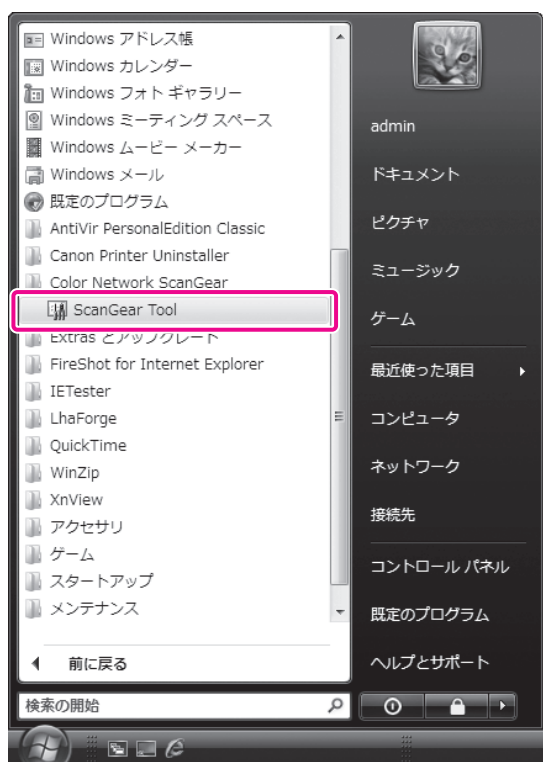 Windows アドレス帳
Windows カレンダー
Windows フォト ギャラリー
Windows ミーティング スペース
Windows ムービー メーカー
Windows メール
既定のプログラム
AntiVir PersonalEdition Classic
Canon Printer Uninstaller
Color Network ScanGear
ScanGear Tool
Extras とアップグレード
FireShot for Internet Explorer
IETester
LhaForge
QuickTime
WinZip
XnView
アクセサリ
ゲーム
スタートアップ
メンテナンス
前に戻る
検索の開始
admin
ドキュメント
ピクチャ
ミュージック
ゲーム
最近使った項目
コンピュータ
ネットワーク
接続先
コントロール パネル
既定のプログラム
ヘルプとサポート